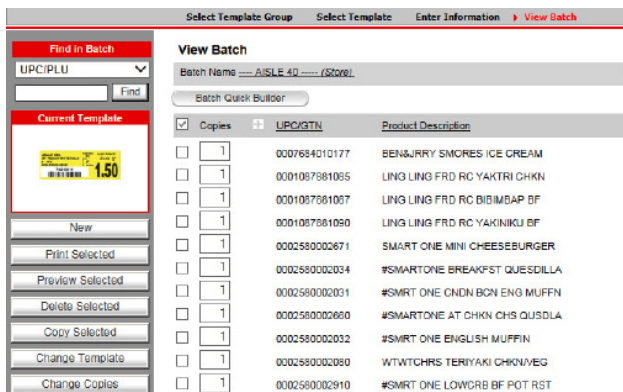 Select Template Group Select Template Enter Information View Batch
Find in Batch
UPC/PLU
Find
Current Template
1.50
New
Print Selected
Preview Selected
Delete Selected
Copy Selected
Change Template
Change Copies
View Batch
Batch Name ---- AISLE 40 ----- (Store)
Batch Quick Builder
Copies UPC/GTN Product Description
1 0007684010177 BEN&JRRY SMORES ICE CREAM
1 0001087881085 LING LING FRD RC YAKTRI CHKN
1 0001087881087 LING LING FRD RC BIBIMBAP BF
1 0001087881090 LING LING FRD RC YAKINIKU BF
1 0002580002671 SMART ONE MINI CHEESEBURGER
1 0002580002034 #SMARTONE BREAKFST QUESDILLA
1 0002580002031 #SMRT ONE CNDN BCN ENG MUFFN
1 0002580002660 #SMARTONE AT CHKN CHS QUSDLA
1 0002580002032 #SMRT ONE ENGLISH MUFFIN
1 0002580002080 WTWTCHRS TERIYAKI CHKN/VEG
1 0002580002910 #SMRT ONE LOWCRB BF POT RST